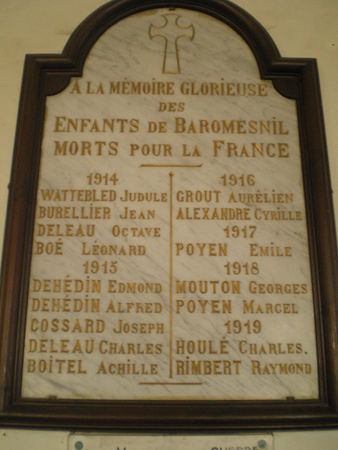 A LA MÉMOIRE GLORIEUSE
DES
ENFANTS DE BAROMESNIL
MORTS POUR LA FRANCE
1914
WATTEBLED JUDULE
BURELLIER JEAN
DELEAU OCTAVE
BOÉ LÉONARD
1915
DEHÉDIN EDMOND
DEHÉDIN ALFRED
COSSARD JOSEPH
DELEAU CHARLES
BOITEL ACHILLE
1916
GROUT AURÉLIEN
ALEXANDRE CYRILLE
1917
POYEN EMILE
1918
MOUTON GEORGES
POYEN MARCEL
1919
HOULÉ CHARLES.
RIMBERT RAYMOND
GUERRE